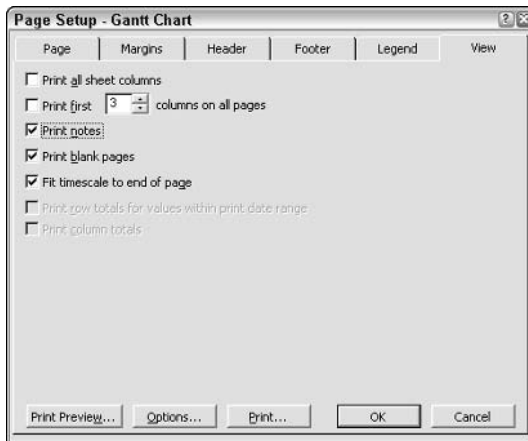 Page Setup - Gantt Chart
Page Margins Header Footer Legend View
Print all sheet columns
Print first 3 columns on all pages
Print notes
Print blank pages
Fit timescale to end of page
Print row totals for values within print date range
Print column totals
Print Preview... Options... Print... OK Cancel